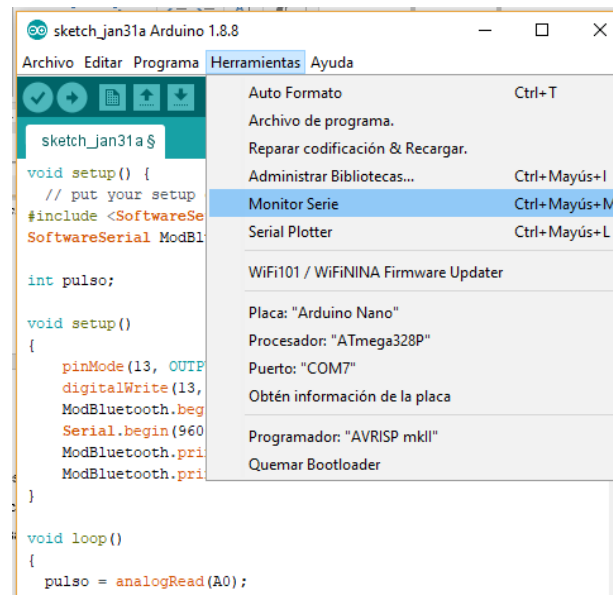 sketch_jan31a Arduino 1.8.8
Archivo Editar Programa Herramientas Ayuda
sketch_jan31a §
Auto Formato Ctrl+T
Archivo de programa.
Reparar codificación & Recargar.
Administrar Bibliotecas... Ctrl+Mayús+I
Monitor Serie Ctrl+Mayús+M
Serial Plotter Ctrl+Mayús+L
WiFi101 / WiFiNINA Firmware Updater
Placa: "Arduino Nano"
Procesador: "ATmega328P"
Puerto: "COM7"
Obtén información de la placa
Programador: "AVRISP mkII"
Quemar Bootloader
void setup() {
// put your setup
#include <SoftwareSe
SoftwareSerial ModBl
int pulso;
void setup()
{
pinMode(13, OUTP
digitalWrite(13,
ModBluetooth.beg
Serial.begin(960
ModBluetooth.pri
ModBluetooth.pri
}
void loop()
{
pulso = analogRead(A0);